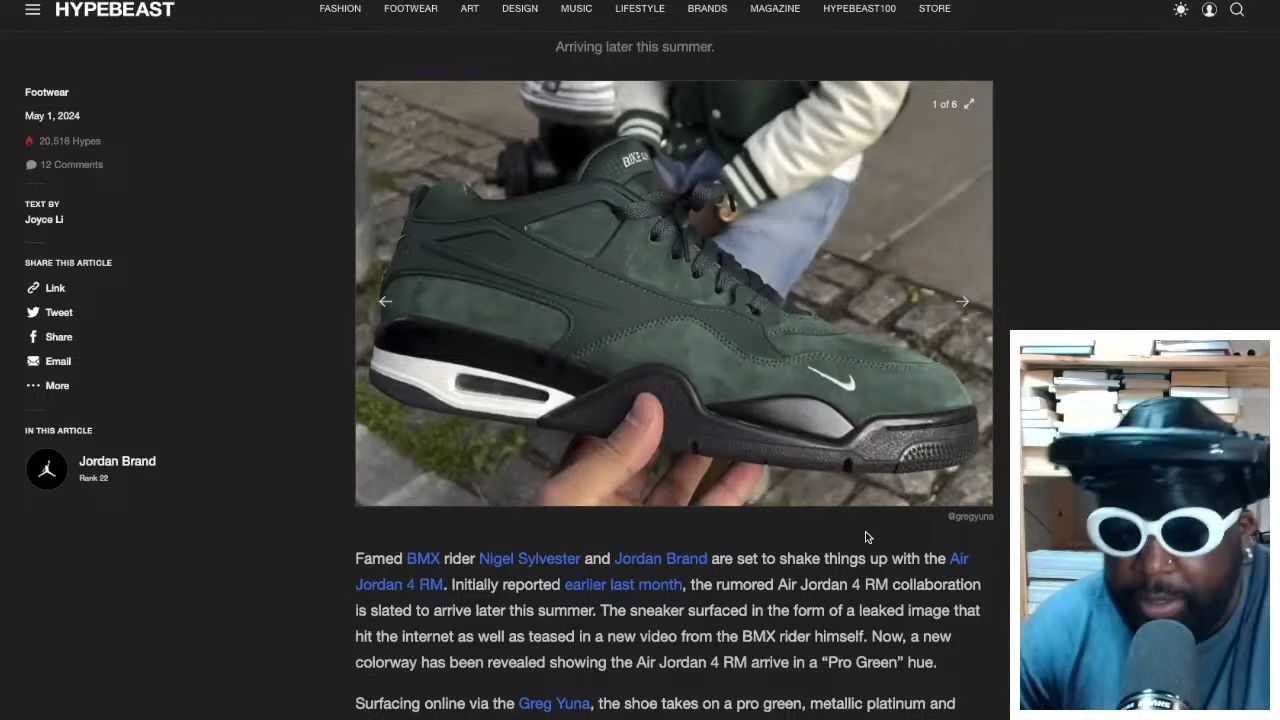 HYPEBEAST
FASHION FOOTWEAR ART DESIGN MUSIC LIFESTYLE BRANDS MAGAZINE HYPEBEAST100 STORE
Arriving later this summer.
Footwear
May 1, 2024
20,518 Hypes
12 Comments
TEXT BY
Joyce Li
SHARE THIS ARTICLE
Link
Tweet
Share
Email
More
IN THIS ARTICLE
Jordan Brand
Rank 22
1 of 6
@gregyuna
Famed BMX rider Nigel Sylvester and Jordan Brand are set to shake things up with the Air
Jordan 4 RM. Initially reported earlier last month, the rumored Air Jordan 4 RM collaboration
is slated to arrive later this summer. The sneaker surfaced in the form of a leaked image that
hit the internet as well as teased in a new video from the BMX rider himself. Now, a new
colorway has been revealed showing the Air Jordan 4 RM arrive in a “Pro Green” hue.
Surfacing online via the Greg Yuna, the shoe takes on a pro green, metallic platinum and